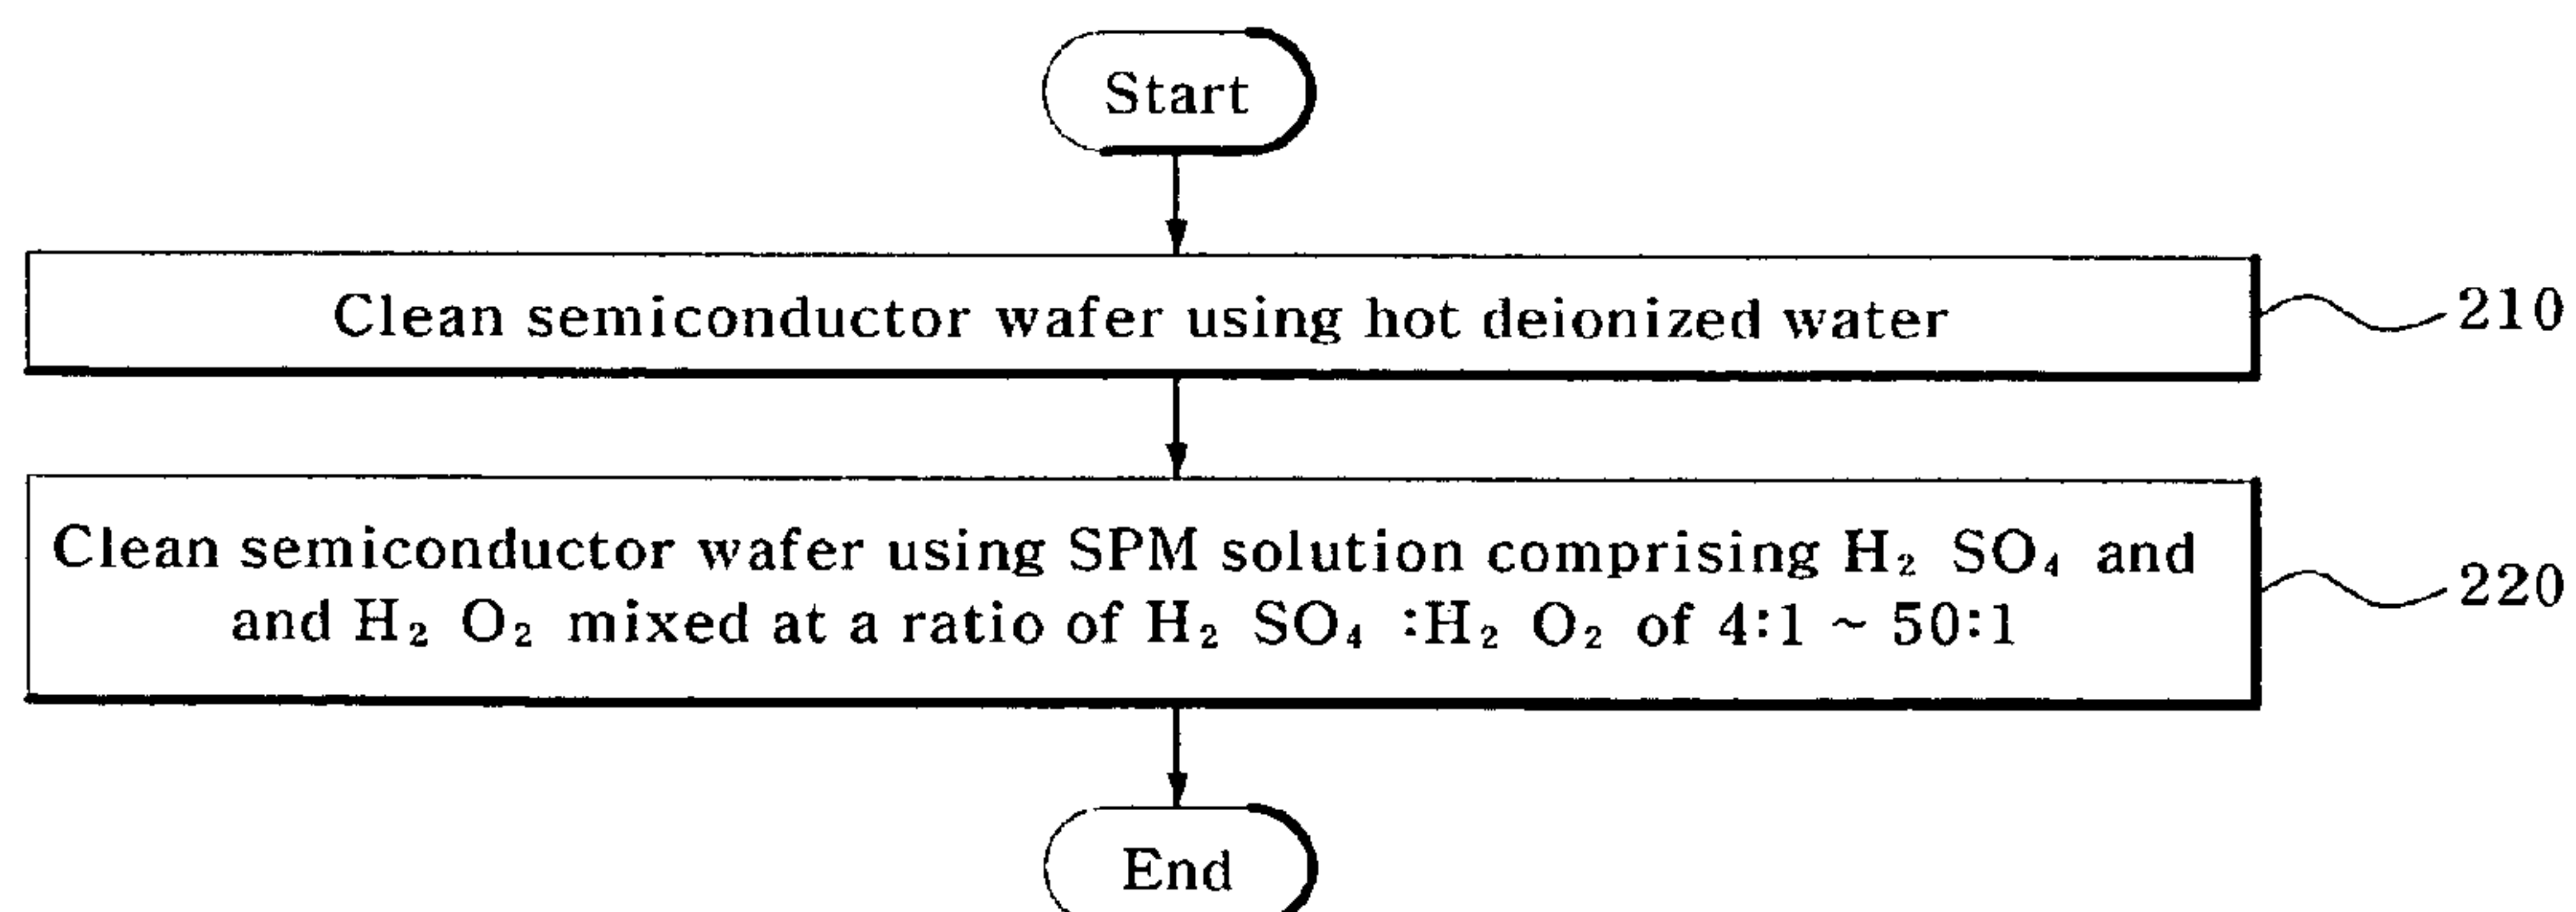 Start
Clean semiconductor wafer using hot deionized water
210
Clean semiconductor wafer using SPM solution comprising H₂ SO₄ and
and H₂ O₂ mixed at a ratio of H₂ SO₄ :H₂ O₂ of 4:1 ~ 50:1
220
End